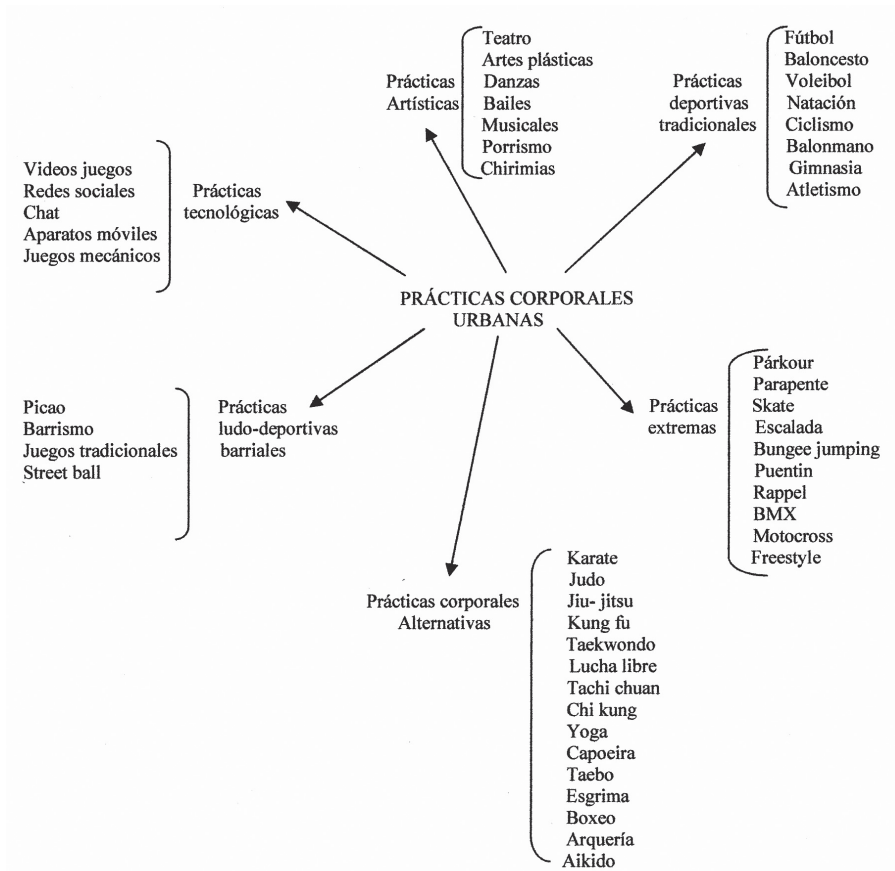 Prácticas
Artísticas
Teatro
Artes plásticas
Danzas
Bailes
Musicales
Porrismo
Chirimias
Prácticas
deportivas
tradicionales
Fútbol
Baloncesto
Voleibol
Natación
Ciclismo
Balonmano
Gimnasia
Atletismo
Videos juegos
Redes sociales
Chat
Aparatos móviles
Juegos mecánicos
Prácticas
tecnológicas
PRÁCTICAS CORPORALES
URBANAS
Picao
Barrismo
Juegos tradicionales
Street ball
Prácticas
ludo-deportivas
barriales
Prácticas
extremas
Párkour
Parapente
Skate
Escalada
Bungee jumping
Puentin
Rappel
BMX
Motocross
Freestyle
Prácticas corporales
Alternativas
Karate
Judo
Jiu- jitsu
Kung fu
Taekwondo
Lucha libre
Tachi chuan
Chi kung
Yoga
Capoeira
Taebo
Esgrima
Boxeo
Arquería
Aikido